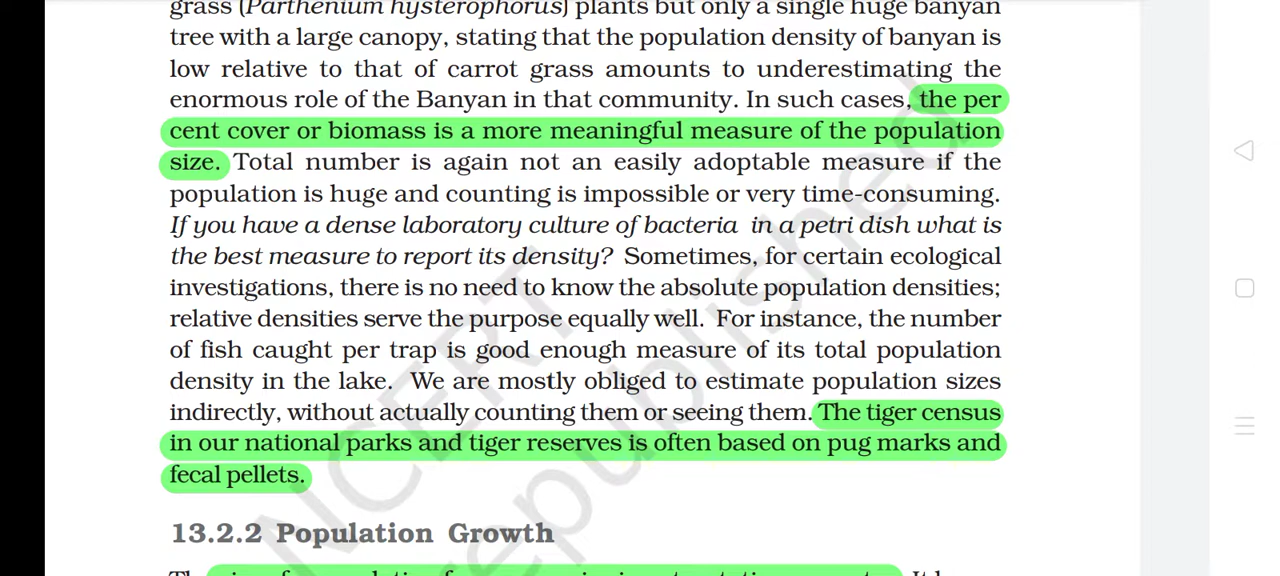 grass (Parthenium hysterophorus) plants but only a single huge banyan
tree with a large canopy, stating that the population density of banyan is
low relative to that of carrot grass amounts to underestimating the
enormous role of the Banyan in that community. In such cases, the per
cent cover or biomass is a more meaningful measure of the population
size. Total number is again not an easily adoptable measure if the
population is huge and counting is impossible or very time-consuming.
If you have a dense laboratory culture of bacteria in a petri dish what is
the best measure to report its density? Sometimes, for certain ecological
investigations, there is no need to know the absolute population densities;
relative densities serve the purpose equally well. For instance, the number
of fish caught per trap is good enough measure of its total population
density in the lake. We are mostly obliged to estimate population sizes
indirectly, without actually counting them or seeing them. The tiger census
in our national parks and tiger reserves is often based on pug marks and
fecal pellets.
13.2.2 Population Growth
NCERT
republished